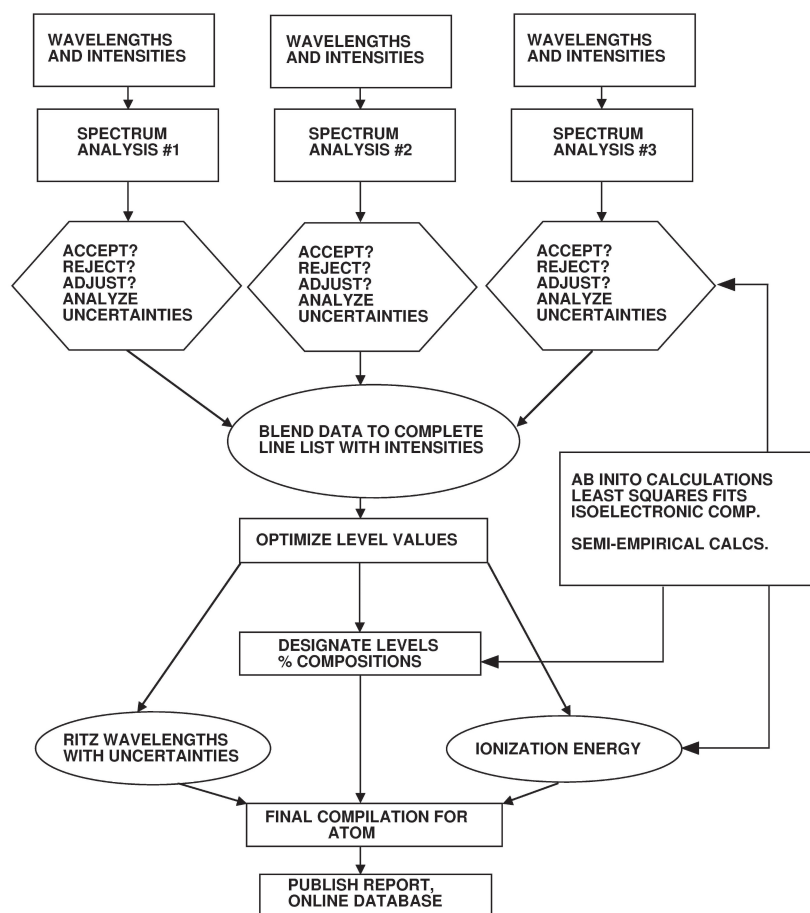 WAVELENGTHS
AND INTENSITIES
WAVELENGTHS
AND INTENSITIES
WAVELENGTHS
AND INTENSITIES
SPECTRUM
ANALYSIS #1
SPECTRUM
ANALYSIS #2
SPECTRUM
ANALYSIS #3
ACCEPT?
REJECT?
ADJUST?
ANALYZE
UNCERTAINTIES
ACCEPT?
REJECT?
ADJUST?
ANALYZE
UNCERTAINTIES
ACCEPT?
REJECT?
ADJUST?
ANALYZE
UNCERTAINTIES
BLEND DATA TO COMPLETE
LINE LIST WITH INTENSITIES
AB INITO CALCULATIONS
LEAST SQUARES FITS
ISOELECTRONIC COMP.
SEMI-EMPIRICAL CALCS.
OPTIMIZE LEVEL VALUES
DESIGNATE LEVELS
% COMPOSITIONS
RITZ WAVELENGTHS
WITH UNCERTAINTIES
IONIZATION ENERGY
FINAL COMPILATION FOR
ATOM
PUBLISH REPORT,
ONLINE DATABASE